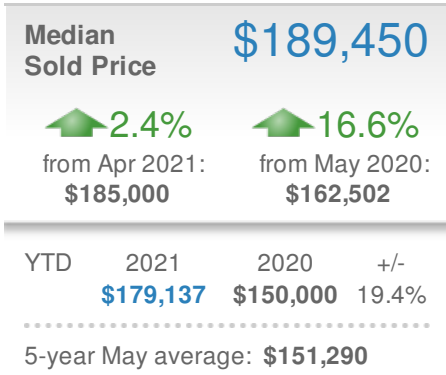 Median $189,450
Sold Price
2.4% 16.6%
from Apr 2021: from May 2020:
$185,000 $162,502
YTD 2021 2020 +/-
$179,137 $150,000 19.4%
5-year May average: $151,290